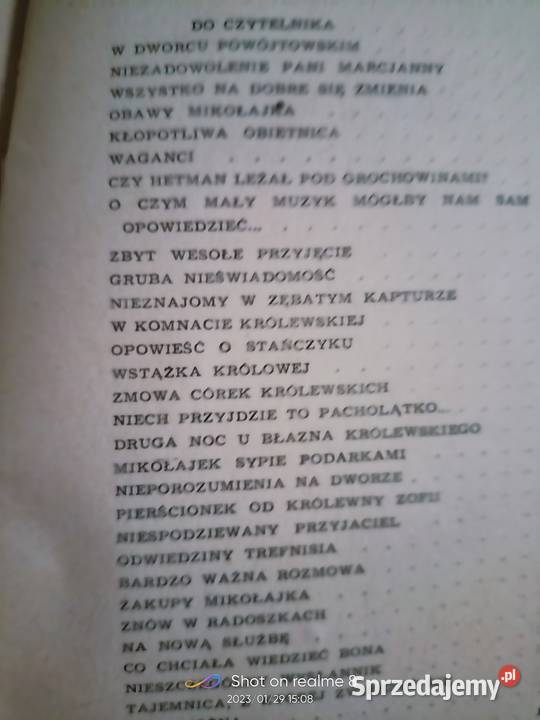 DO CZYTELNIKA
W DWORCU POWÓJTOWSKIM
NIEZADOWOLENIE PANI MARCJANNY
WSZYSTKO NA DOBRE SIĘ ZMIENIA
OBAWY MIKOŁAJKA
KŁOPOTLIWA OBIETNICA
WAGANCI
CZY HETMAN LEŻAŁ POD GROCHOWINAMI?
O CZYM MAŁY MUZYK MÓGŁBY NAM SAM
OPOWIEDZIEĆ...
ZBYT WESOŁE PRZYJĘCIE
GRUBA NIEŚWIADOMOŚĆ
NIEZNAJOMY W ZĘBATYM KAPTURZE
W KOMNACIE KRÓLEWSKIEJ
OPOWIEŚĆ O STAŃCZYKU
WSTĄŻKA KRÓLOWEJ
ZMOWA CÓREK KRÓLEWSKICH
NIECH PRZYJDZIE TO PACHOLĄTKO...
DRUGA NOC U BŁAZNA KRÓLEWSKIEGO
MIKOŁAJEK SYPIE PODARKAMI
NIEPOROZUMIENIA NA DWORZE
PIERŚCIONEK OD KRÓLEWNY ZOFII
NIESPODZIEWANY PRZYJACIEL
ODWIEDZINY TREFNISIA
BARDZO WAŻNA ROZMOWA
ZAKUPY MIKOŁAJKA
ZNÓW W RADOSZKACH
NA NOWĄ SŁUŻBĘ
CO CHCIAŁA WIEDZIEĆ BONA
TAJEMNICA
Shot on realme 8
2023/01/29 15:08
Sprzedajemy.pl